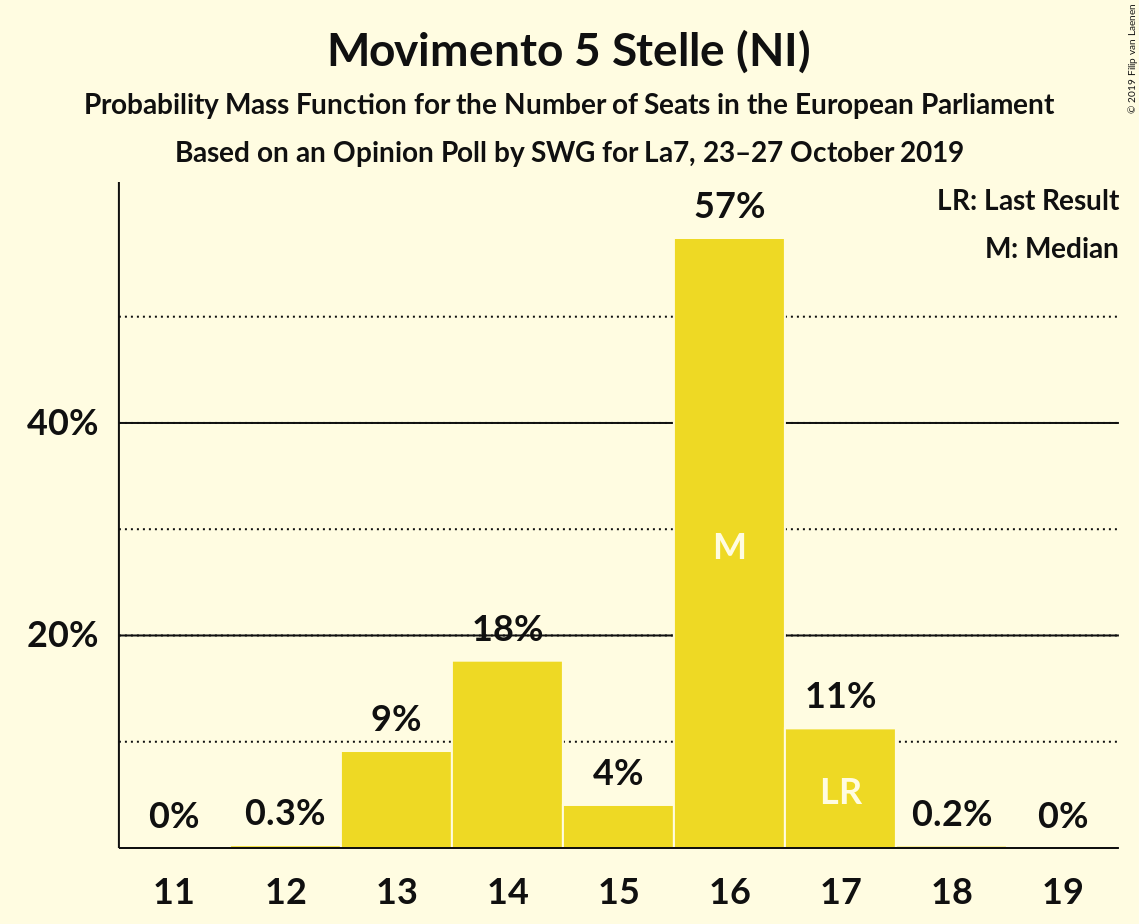 Movimento 5 Stelle (NI)
Probability Mass Function for the Number of Seats in the European Parliament
Based on an Opinion Poll by SWG for La7, 23–27 October 2019
© 2019 Filip van Laenen
LR: Last Result
M: Median
57%
40%
M
20%
18%
11%
9%
4%
LR
0%
0.3%
0.2%
0%
11 12 13 14 15 16 17 18 19